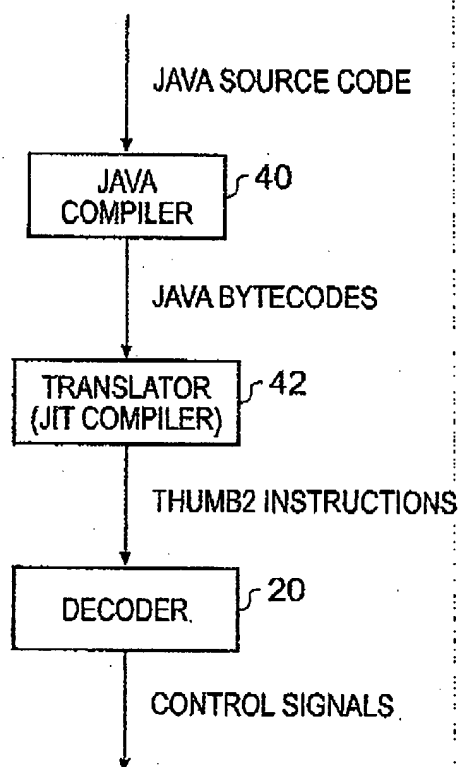 JAVA SOURCE CODE
JAVA
COMPILER
40
JAVA BYTECODES
TRANSLATOR
(JIT COMPILER)
42
THUMB2 INSTRUCTIONS
DECODER
20
CONTROL SIGNALS